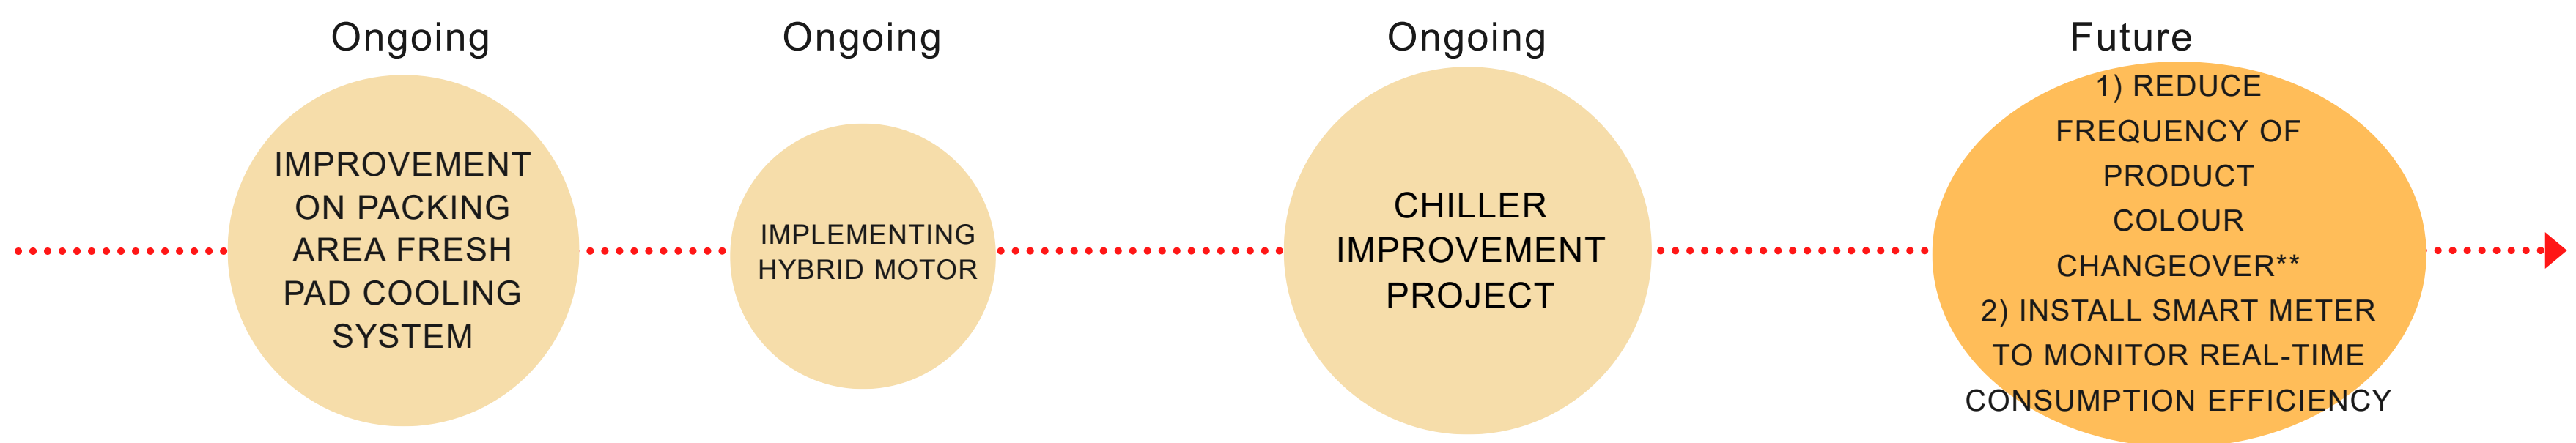 Ongoing
IMPROVEMENT
ON PACKING
AREA FRESH
PAD COOLING
SYSTEM
Ongoing
IMPLEMENTING
HYBRID MOTOR
Ongoing
CHILLER
IMPROVEMENT
PROJECT
Future
1) REDUCE
FREQUENCY OF
PRODUCT
COLOUR
CHANGEOVER**
2) INSTALL SMART METER
TO MONITOR REAL-TIME
CONSUMPTION EFFICIENCY